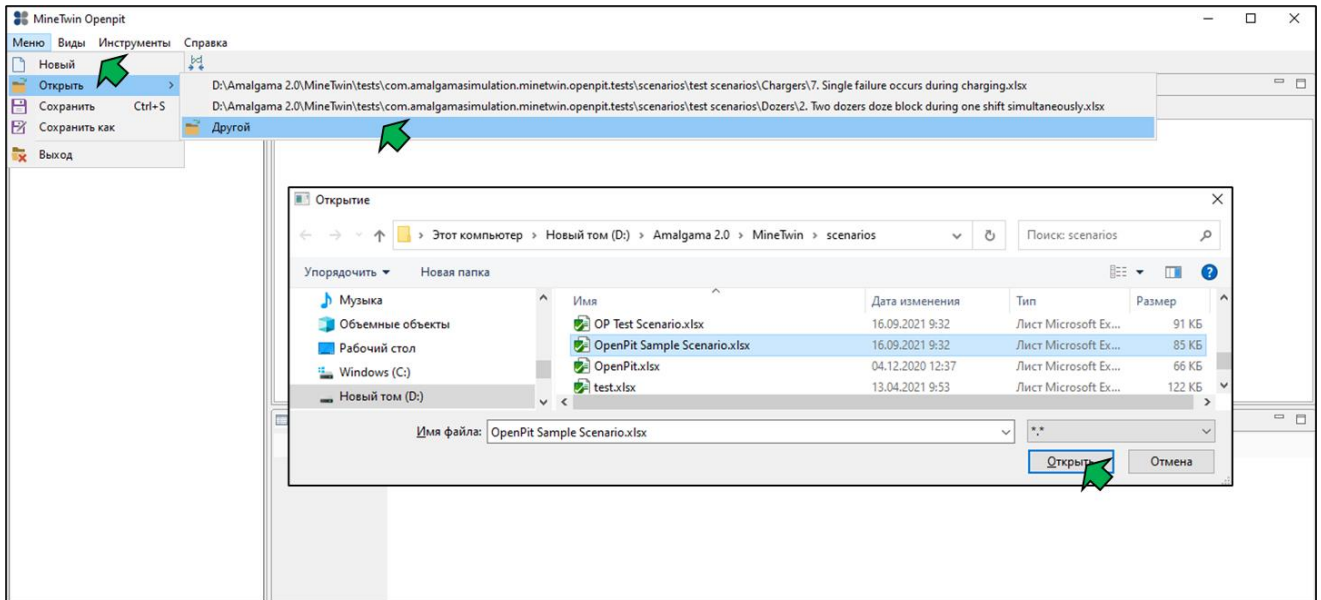 MineTwin Openpit
Меню Виды Инструменты Справка
Новый
Открыть
D:\Amalgama 2.0\MineTwin\tests\com.amalgamasimulation.minetwin.openpit.tests\scenarios\test scenarios\Chargers\7. Single failure occurs during charging.xlsx
Сохранить Ctrl+S
D:\Amalgama 2.0\MineTwin\tests\com.amalgamasimulation.minetwin.openpit.tests\scenarios\test scenarios\Dozers\2. Two dozers doze block during one shift simultaneously.xlsx
Сохранить как
Другой
Выход
Открытие
Этот компьютер › Новый том (D:) › Amalgama 2.0 › MineTwin › scenarios
Поиск: scenarios
Упорядочить Новая папка
Музыка
Объемные объекты
Рабочий стол
Windows (C:)
Новый том (D:)
Имя Дата изменения Тип Размер
OP Test Scenario.xlsx 16.09.2021 9:32 Лист Microsoft Ex... 91 КБ
OpenPit Sample Scenario.xlsx 16.09.2021 9:32 Лист Microsoft Ex... 85 КБ
OpenPit.xlsx 04.12.2020 12:37 Лист Microsoft Ex... 66 КБ
test.xlsx 13.04.2021 9:53 Лист Microsoft Ex... 122 КБ
Имя файла: OpenPit Sample Scenario.xlsx *.*
Открыть Отмена